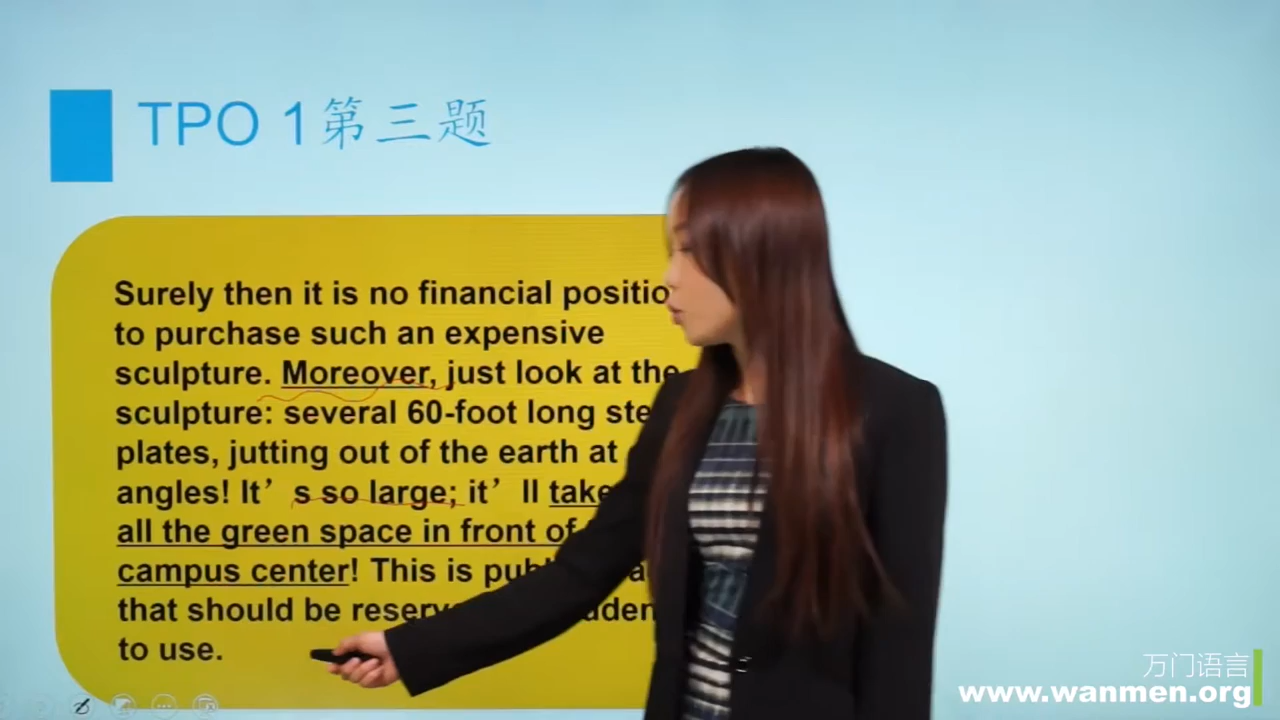 TPO 1第三题
Surely then it is no financial positio
to purchase such an expensive
sculpture. Moreover, just look at the
sculpture: several 60-foot long ste
plates, jutting out of the earth at
angles! It’s so large; it’ll take
all the green space in front of
campus center! This is pub
that should be reserv
to use.
万门语言
www.wanmen.org